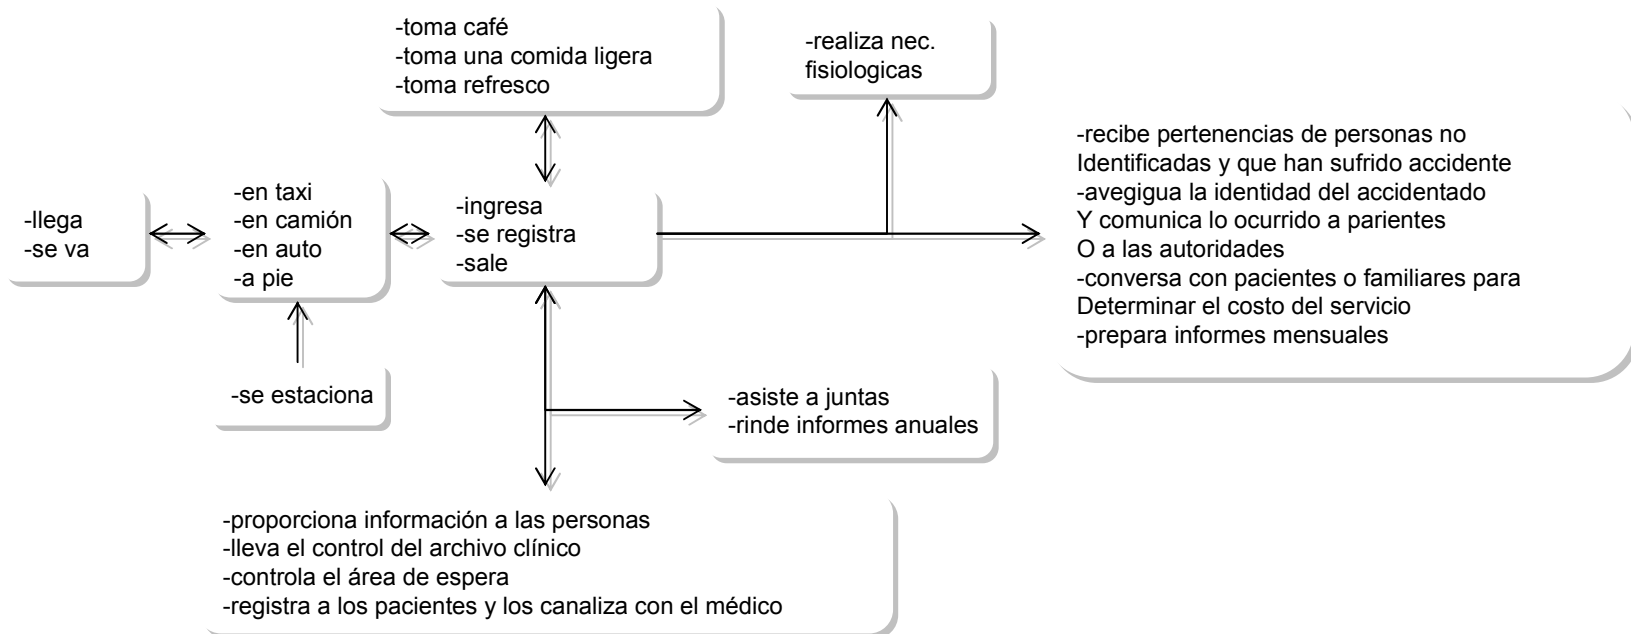 -toma café
-toma una comida ligera
-toma refresco
-realiza nec.
fisiologicas
-llega
-se va
-en taxi
-en camión
-en auto
-a pie
-ingresa
-se registra
-sale
-recibe pertenencias de personas no
Identificadas y que han sufrido accidente
-avegigua la identidad del accidentado
Y comunica lo ocurrido a parientes
O a las autoridades
-conversa con pacientes o familiares para
Determinar el costo del servicio
-prepara informes mensuales
-se estaciona
-asiste a juntas
-rinde informes anuales
-proporciona información a las personas
-lleva el control del archivo clínico
-controla el área de espera
-registra a los pacientes y los canaliza con el médico